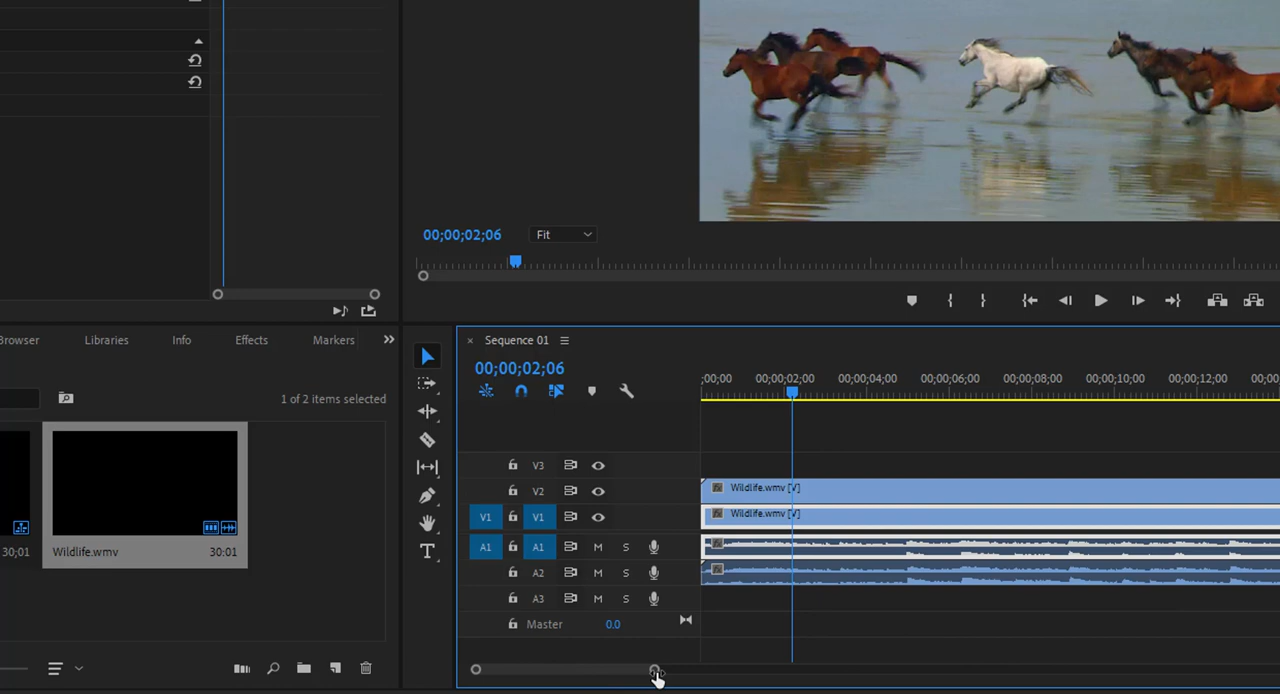 00;00;02;06
Fit
Browser Libraries Info Effects Markers
Sequence 01
00;00;02;06
;00;00 00;00;02;00 00;00;04;00 00;00;06;00 00;00;08;00 00;00;10;00 00;00;12;00 00;00
1 of 2 items selected
V3
V2 Wildlife.wmv [V]
V1 V1 Wildlife.wmv [V]
A1 A1 M S
A2 M S
A3 M S
Master 0.0
30;01 Wildlife.wmv 30:01